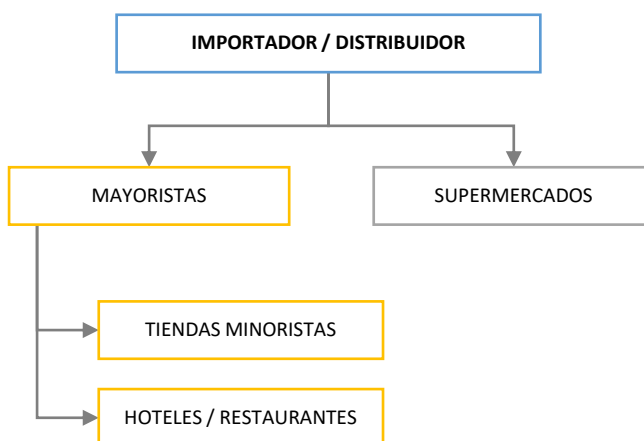 IMPORTADOR / DISTRIBUIDOR
MAYORISTAS
SUPERMERCADOS
TIENDAS MINORISTAS
HOTELES / RESTAURANTES